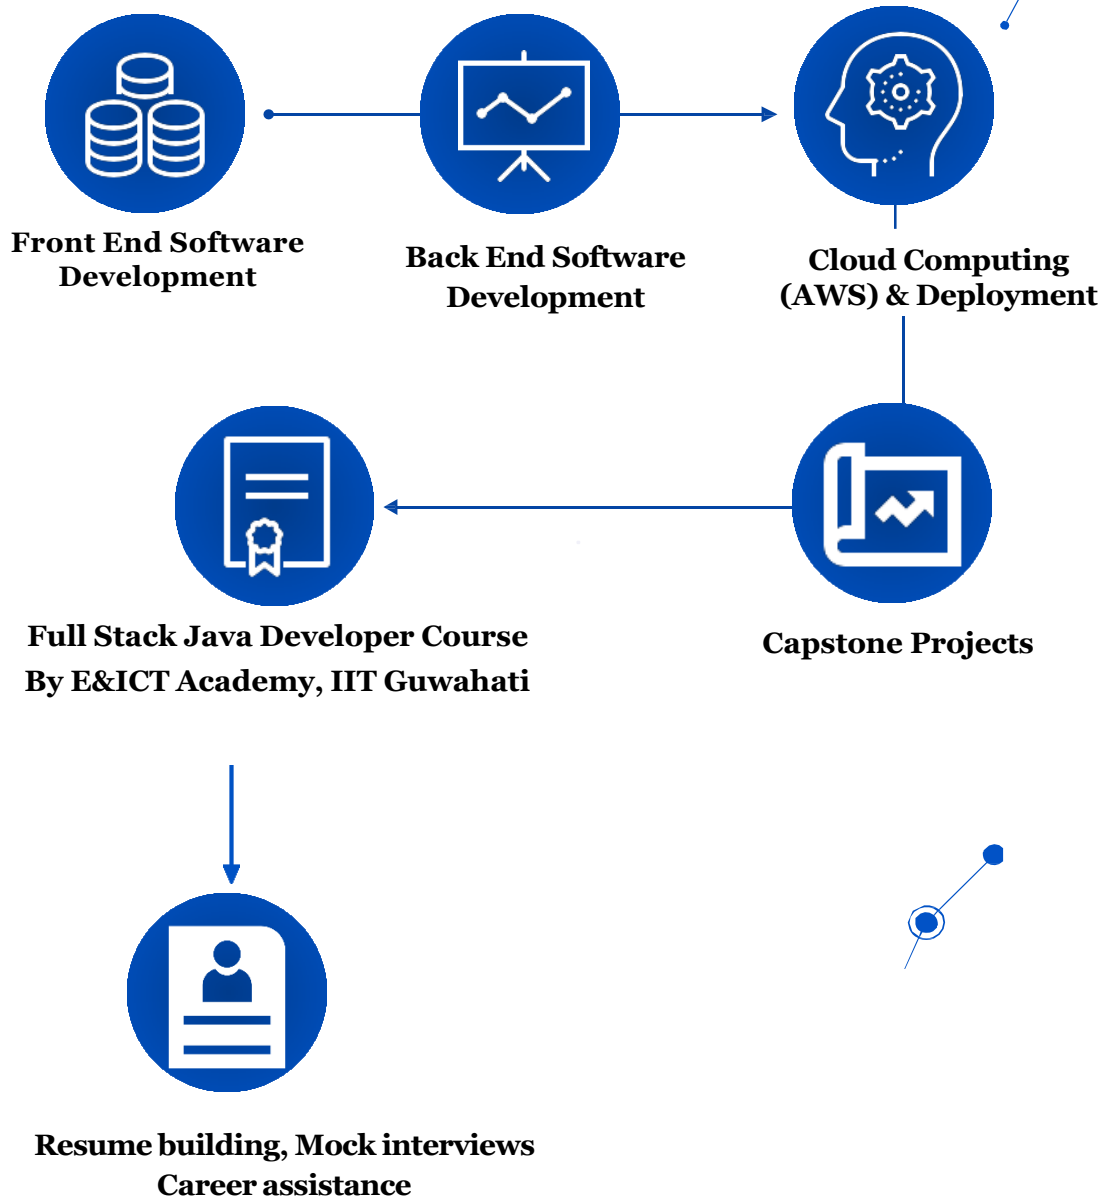 Front End Software
Development
Back End Software
Development
Cloud Computing
(AWS) & Deployment
Full Stack Java Developer Course
By E&ICT Academy, IIT Guwahati
Capstone Projects
Resume building, Mock interviews
Career assistance